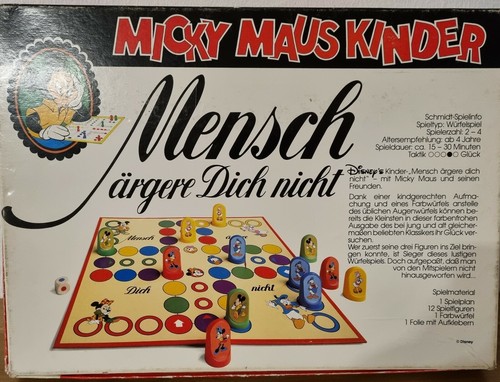 MICKY MAUS KINDER
Mensch
ärgere Dich nicht
Schmidt-Spielinfo
Spieltyp: Würfelspiel
Spielerzahl: 2 – 4
Altersempfehlung: ab 4 Jahre
Spieldauer: ca. 15 – 30 Minuten
Taktik ○○○●○ Glück
Disney's Kinder-„Mensch ärgere dich
nicht" – mit Micky Maus und seinen
Freunden.
Dank einer kindgerechten Aufma-
chung und eines Farbwürfels anstelle
des üblichen Augenwürfels können be-
reits die Kleinsten in dieser farbenfrohen
Ausgabe des bei jung und alt gleicher-
maßen beliebten Klassikers ihr Glück ver-
suchen.
Wer zuerst seine drei Figuren ins Ziel brin-
gen konnte, ist Sieger dieses lustigen
Würfelspiels. Doch aufgepaßt, daß man
von den Mitspielern nicht
hinausgeworfen wird...
Spielmaterial
1 Spielplan
12 Spielfiguren
1 Farbwürfel
1 Folie mit Aufklebern
© Disney
Mensch
Dich
nicht